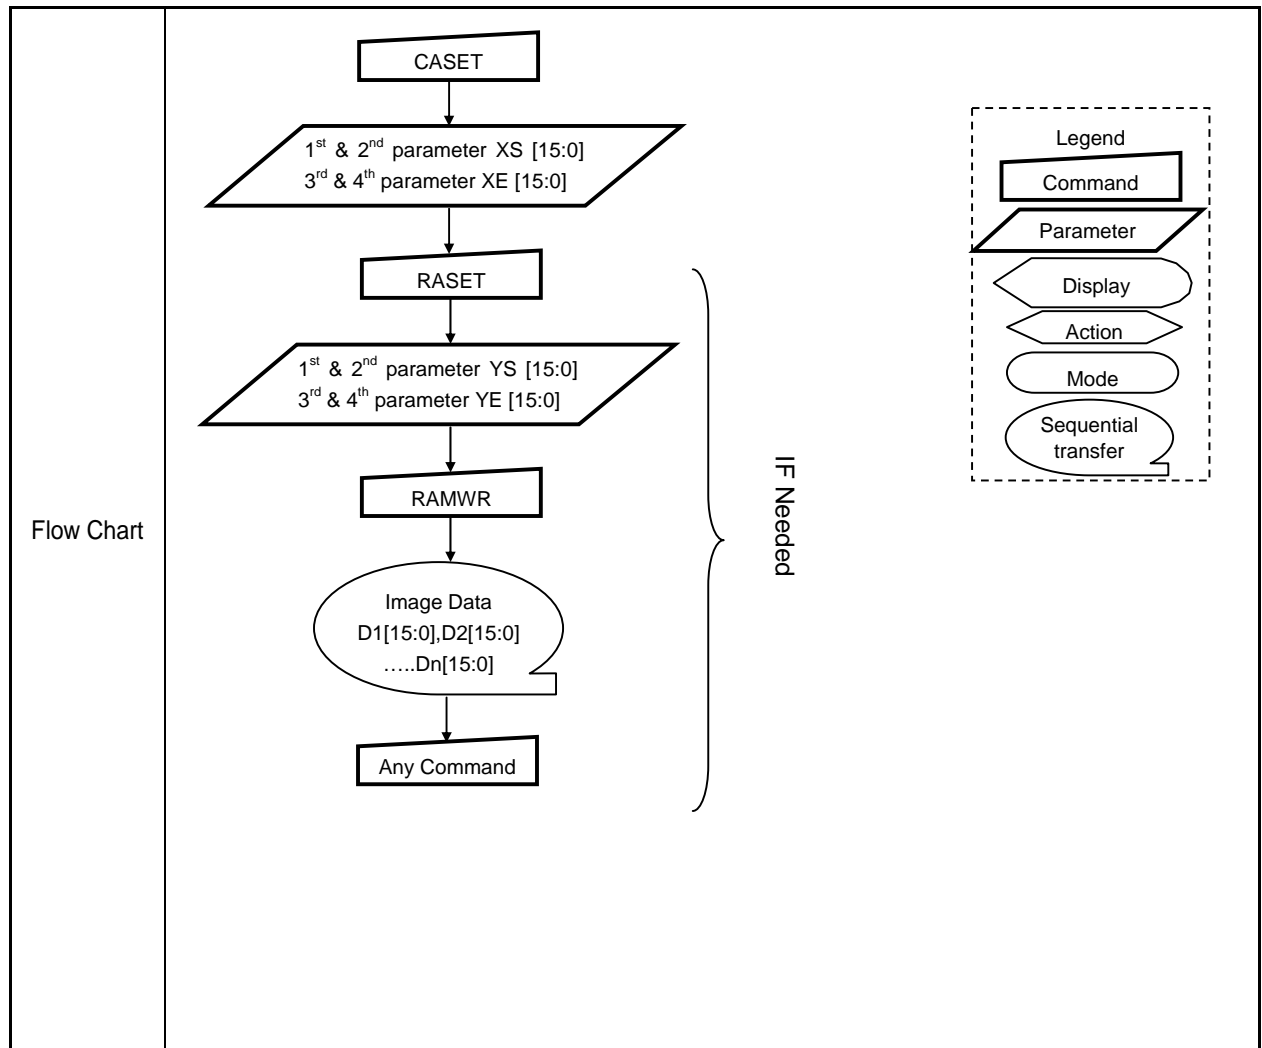 Flow Chart
CASET
1st & 2nd parameter XS [15:0]
3rd & 4th parameter XE [15:0]
RASET
1st & 2nd parameter YS [15:0]
3rd & 4th parameter YE [15:0]
RAMWR
Image Data
D1[15:0],D2[15:0]
…..Dn[15:0]
Any Command
IF Needed
Legend
Command
Parameter
Display
Action
Mode
Sequential
transfer